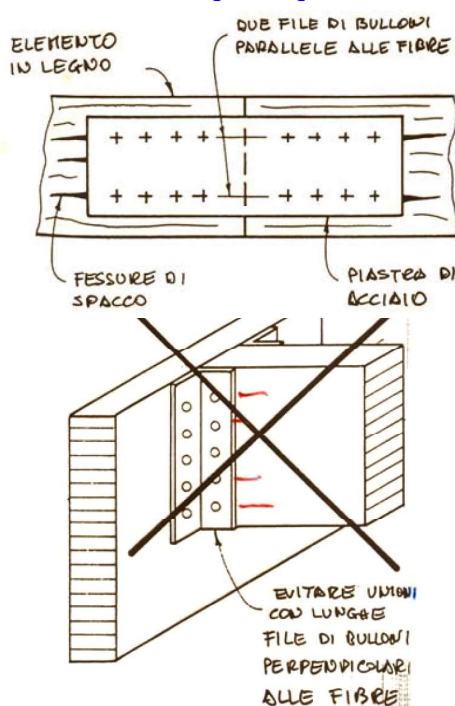 ELEMENTO
IN LEGNO
DUE FILE DI BULLONI
PARALLELE ALLE FIBRE
FESSURE DI
SPACCO
PIASTRA DI
ACCIAIO
EVITARE UNIONI
CON LUNGHE
FILE DI BULLONI
PERPENDICOLARI
ALLE FIBRE